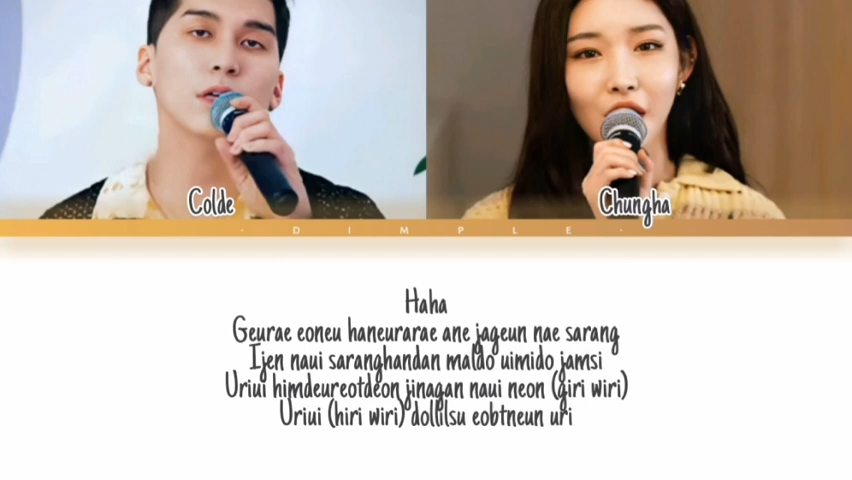 Colde
Chungha
· D I M P L E ·
Haha
Geurae eoneu haneurarae ane jageun nae sarang
Ijen naui saranghandan maldo uimido jamsi
Uriui himdeureotdeon jinagan naui neon (giri wiri)
Uriui (hiri wiri) dollilsu eobtneun uri